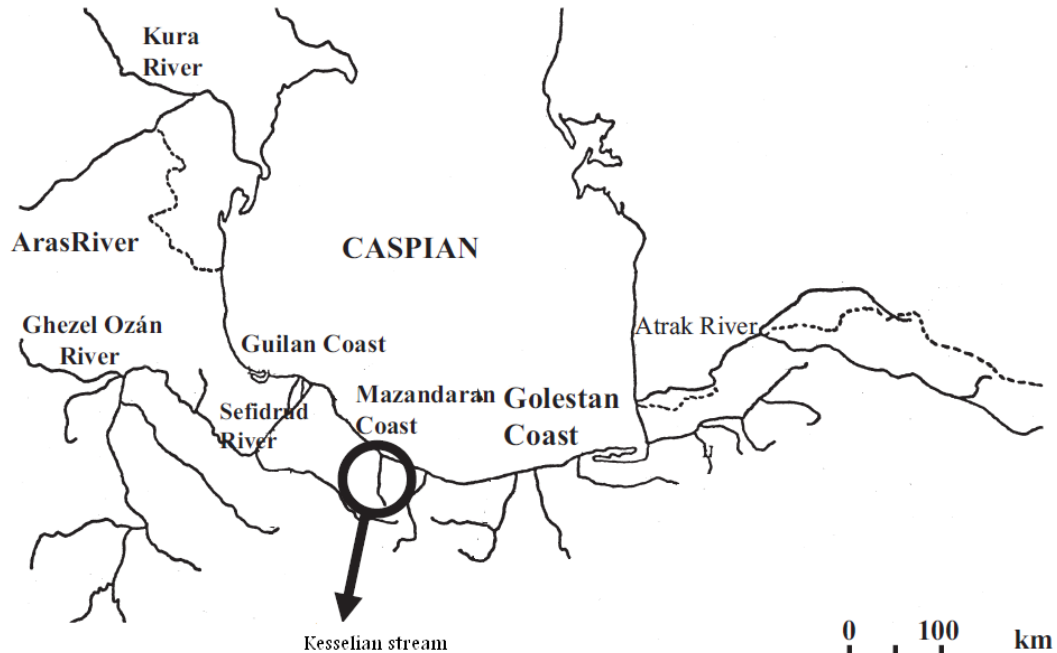 Kura
River
ArasRiver
CASPIAN
Ghezel Ozán
River
Guilan Coast
Atrak River
Mazandaran
Coast
Golestan
Coast
Sefidrud
River
Kesselian stream
0 100 km